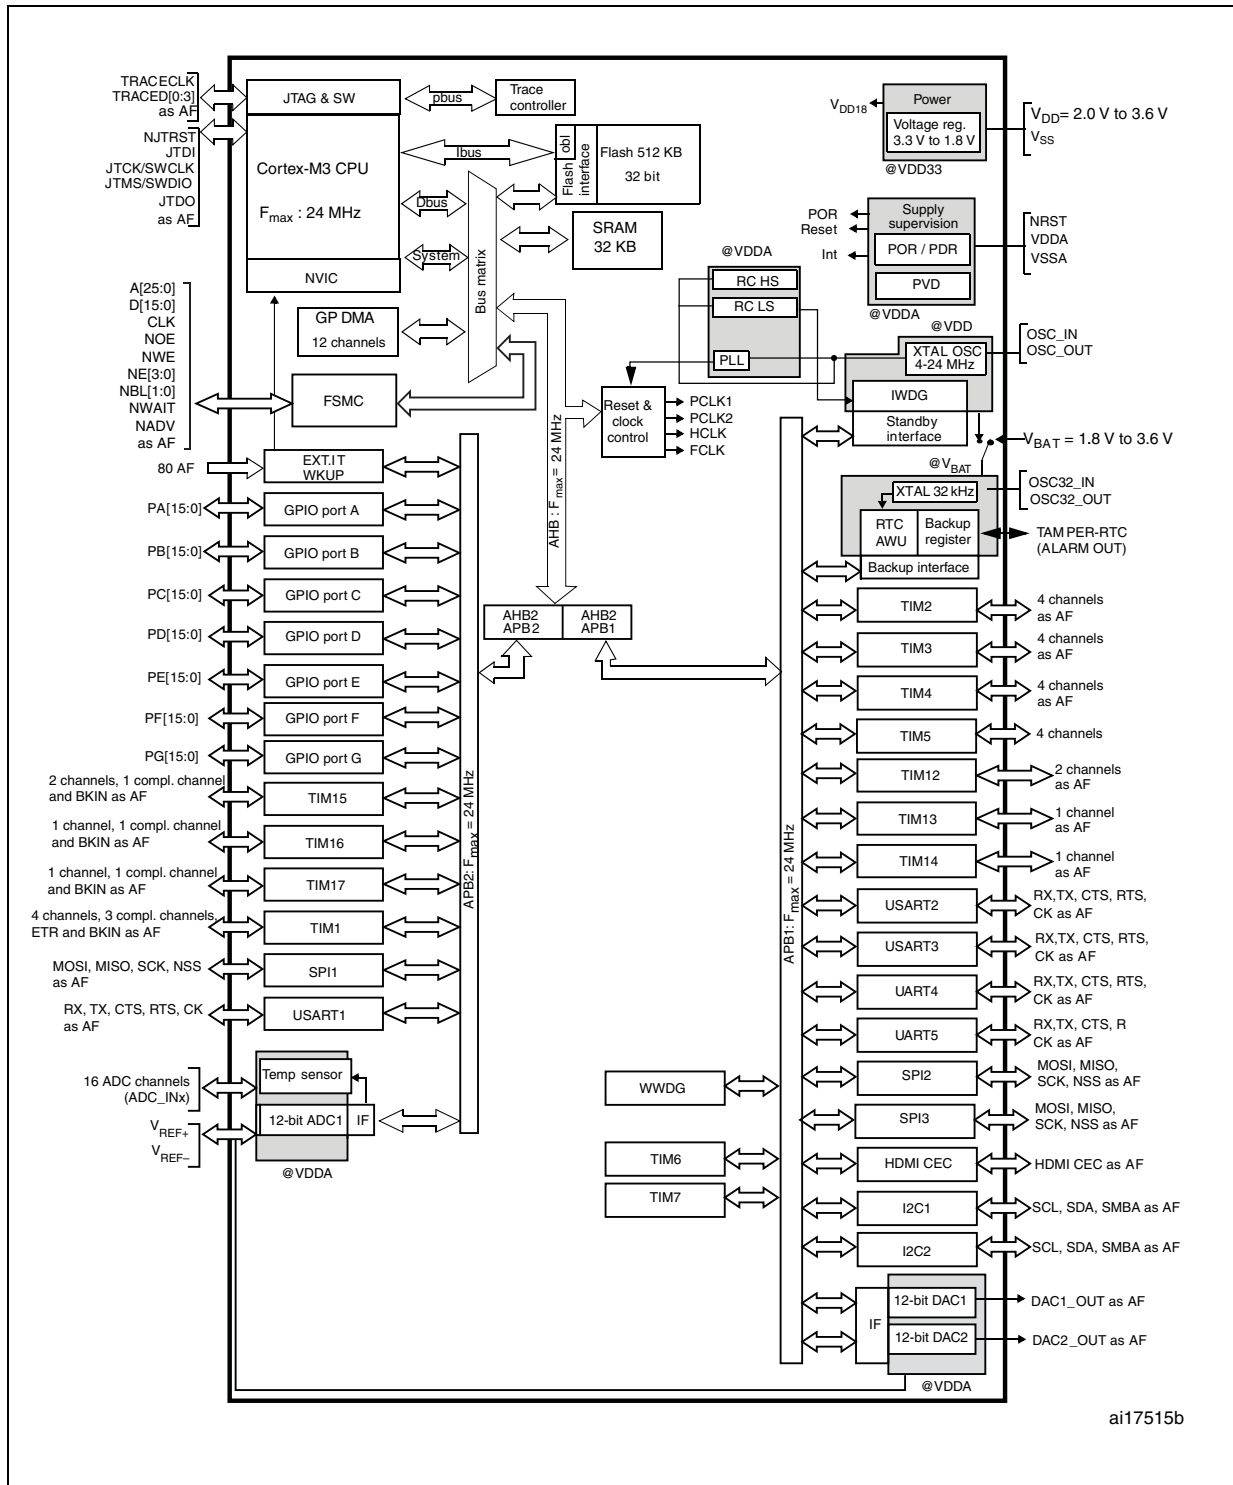 TRACECLK
TRACED[0:3]
as AF
NJTRST
JTDI
JTCK/SWCLK
JTMS/SWDIO
JTDO
as AF
JTAG & SW
pbus
Trace
controller
Cortex-M3 CPU
Fmax : 24 MHz
NVIC
Ibus
Dbus
System
Flash obl
interface
Flash 512 KB
32 bit
SRAM
32 KB
Bus matrix
GP DMA
12 channels
FSMC
A[25:0]
D[15:0]
CLK
NOE
NWE
NE[3:0]
NBL[1:0]
NWAIT
NADV
as AF
VDD18
Power
Voltage reg.
3.3 V to 1.8 V
@VDD33
VDD= 2.0 V to 3.6 V
VSS
POR
Reset
Int
Supply
supervision
POR / PDR
PVD
@VDDA
NRST
VDDA
VSSA
@VDDA
RC HS
RC LS
PLL
@VDD
XTAL OSC
4-24 MHz
IWDG
Standby
interface
OSC_IN
OSC_OUT
Reset &
clock
control
PCLK1
PCLK2
HCLK
FCLK
VBAT = 1.8 V to 3.6 V
@VBAT
XTAL 32 kHz
RTC
AWU
Backup
register
Backup interface
OSC32_IN
OSC32_OUT
TAMPER-RTC
(ALARM OUT)
AHB : Fmax = 24 MHz
AHB2
APB2
AHB2
APB1
80 AF
EXT.IT
WKUP
PA[15:0]
GPIO port A
PB[15:0]
GPIO port B
PC[15:0]
GPIO port C
PD[15:0]
GPIO port D
PE[15:0]
GPIO port E
PF[15:0]
GPIO port F
PG[15:0]
GPIO port G
2 channels, 1 compl. channel
and BKIN as AF
TIM15
1 channel, 1 compl. channel
and BKIN as AF
TIM16
1 channel, 1 compl. channel
and BKIN as AF
TIM17
4 channels, 3 compl. channels,
ETR and BKIN as AF
TIM1
MOSI, MISO, SCK, NSS
as AF
SPI1
RX, TX, CTS, RTS, CK
as AF
USART1
APB2: Fmax = 24 MHz
16 ADC channels
(ADC_INx)
VREF+
VREF–
Temp sensor
12-bit ADC1
IF
@VDDA
WWDG
TIM6
TIM7
APB1: Fmax = 24 MHz
TIM2
4 channels
as AF
TIM3
4 channels
as AF
TIM4
4 channels
as AF
TIM5
4 channels
TIM12
2 channels
as AF
TIM13
1 channel
as AF
TIM14
1 channel
as AF
USART2
RX,TX, CTS, RTS,
CK as AF
USART3
RX,TX, CTS, RTS,
CK as AF
UART4
RX,TX, CTS, RTS,
CK as AF
UART5
RX,TX, CTS, R
CK as AF
SPI2
MOSI, MISO,
SCK, NSS as AF
SPI3
MOSI, MISO,
SCK, NSS as AF
HDMI CEC
HDMI CEC as AF
I2C1
SCL, SDA, SMBA as AF
I2C2
SCL, SDA, SMBA as AF
IF
12-bit DAC1
DAC1_OUT as AF
12-bit DAC2
DAC2_OUT as AF
@VDDA
ai17515b